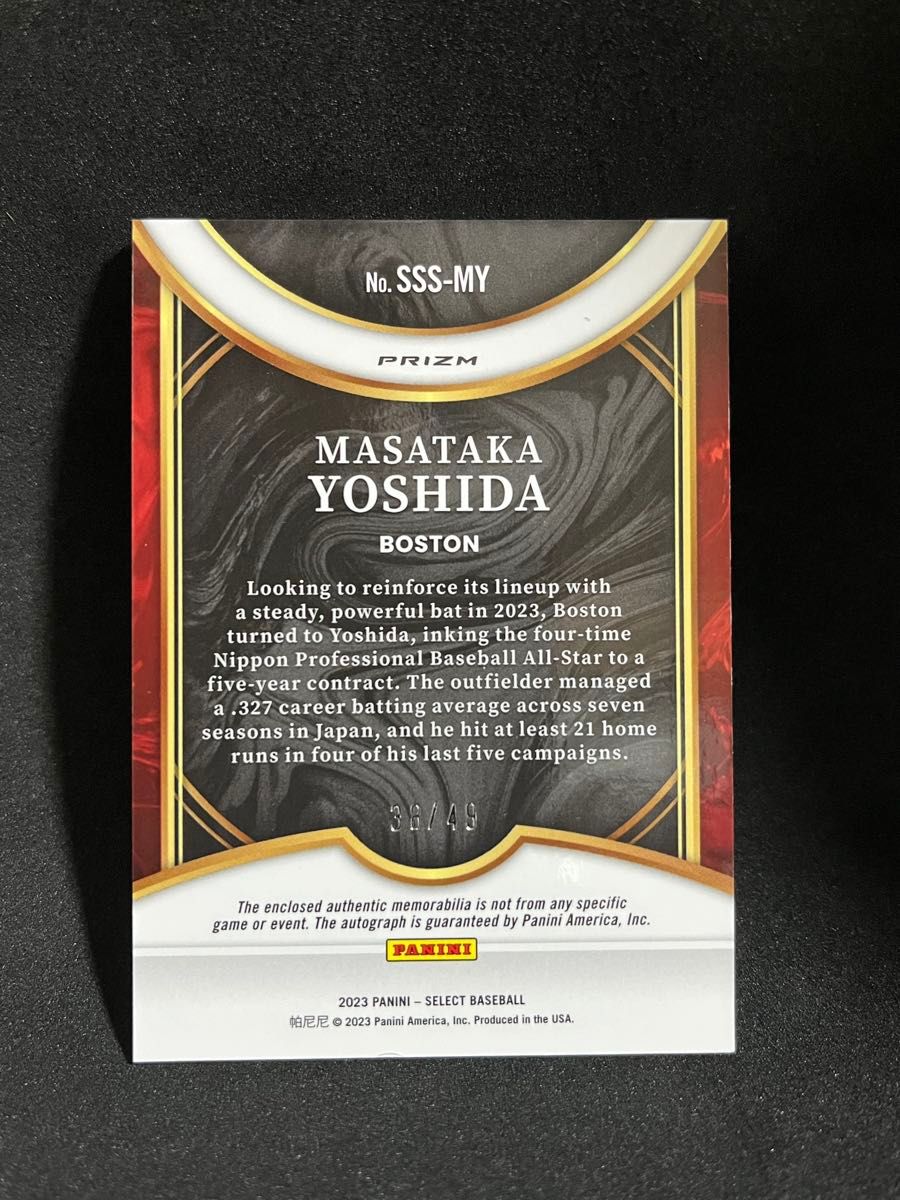 No. SSS-MY
PRIZM
MASATAKA
YOSHIDA
BOSTON
Looking to reinforce its lineup with
a steady, powerful bat in 2023, Boston
turned to Yoshida, inking the four-time
Nippon Professional Baseball All-Star to a
five-year contract. The outfielder managed
a .327 career batting average across seven
seasons in Japan, and he hit at least 21 home
runs in four of his last five campaigns.
38/49
The enclosed authentic memorabilia is not from any specific
game or event. The autograph is guaranteed by Panini America, Inc.
PANINI
2023 PANINI – SELECT BASEBALL
帕尼尼 © 2023 Panini America, Inc. Produced in the USA.